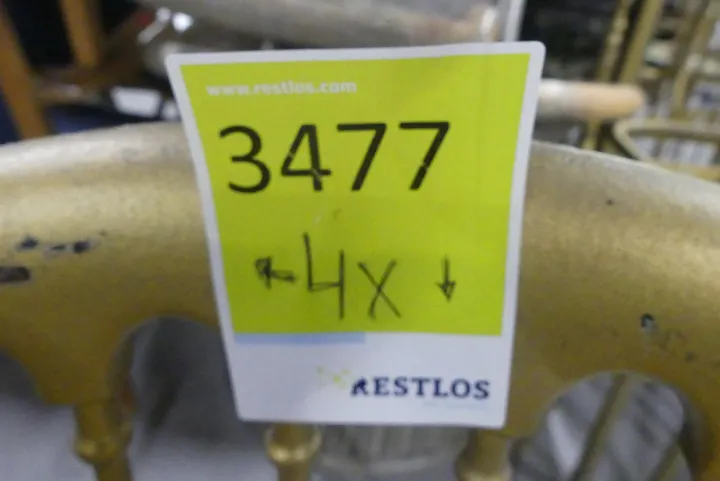 www.restlos.com
3477
↖ 4X ↓
RESTLOS